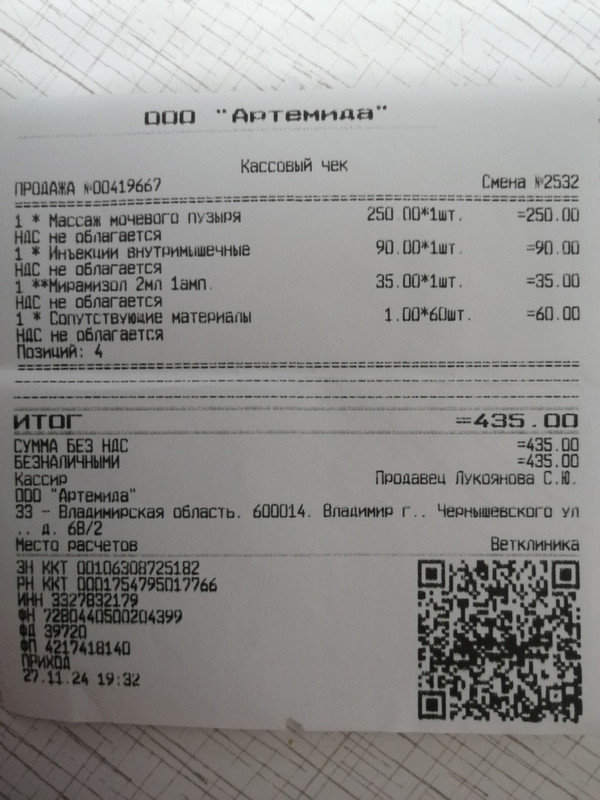 ООО "Артемида"
Кассовый чек
ПРОДАЖА №00419667 Смена №2532
1 * Массаж мочевого пузыря 250.00*1шт. =250.00
НДС не облагается
1 * Инъекции внутримышечные 90.00*1шт. =90.00
НДС не облагается
1 **Мирамизол 2мл 1амп. 35.00*1шт. =35.00
НДС не облагается
1 * Сопутствующие материалы 1.00*60шт. =60.00
НДС не облагается
Позиций: 4
ИТОГ =435.00
СУММА БЕЗ НДС =435.00
БЕЗНАЛИЧНЫМИ =435.00
Кассир Продавец Лукоянова С.Ю.
ООО "Артемида"
33 - Владимирская область. 600014. Владимир г.. Чернышевского ул
.. д. 6В/2
Место расчетов Ветклиника
ЗН ККТ 00106308725182
РН ККТ 0001754795017766
ИНН 3327832179
ФН 7280440500204399
ФД 39720
ФП 4217418140
ПРИХОД
27.11.24 19:32